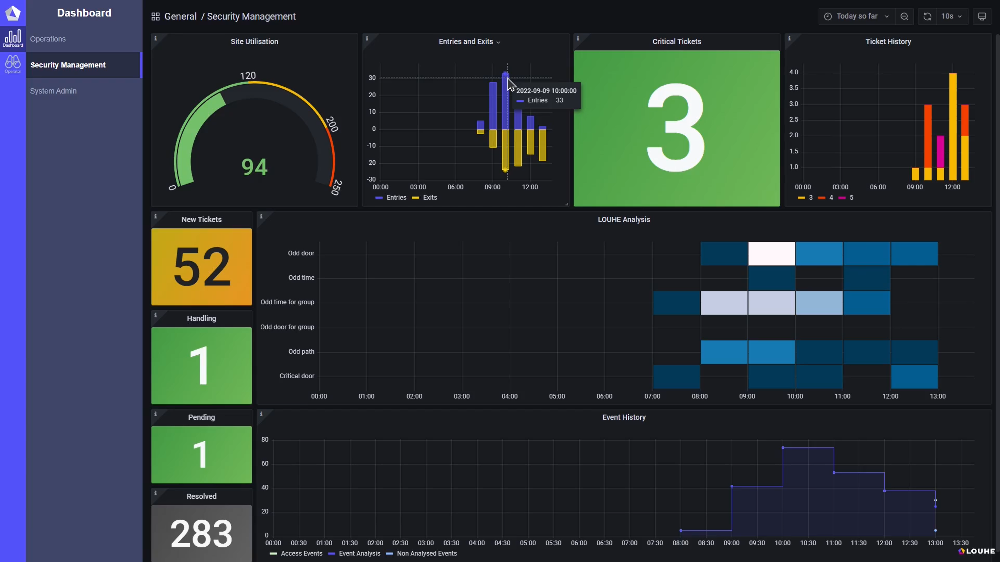 Dashboard
Dashboard
Operator
Operations
Security Management
System Admin
General / Security Management
Today so far
10s
Site Utilisation
0
120
200
250
94
Entries and Exits
30
20
10
0
-10
-20
-30
00:00 03:00 06:00 09:00 12:00
Entries Exits
2022-09-09 10:00:00
Entries 33
Critical Tickets
3
Ticket History
4.0
3.5
3.0
2.5
2.0
1.5
1.0
00:00 03:00 06:00 09:00 12:00
3 4 5
New Tickets
52
Handling
1
Pending
1
Resolved
283
LOUHE Analysis
Odd door
Odd time
Odd time for group
Odd door for group
Odd path
Critical door
00:00 01:00 02:00 03:00 04:00 05:00 06:00 07:00 08:00 09:00 10:00 11:00 12:00 13:00
Event History
80
60
40
20
0
00:00 00:30 01:00 01:30 02:00 02:30 03:00 03:30 04:00 04:30 05:00 05:30 06:00 06:30 07:00 07:30 08:00 08:30 09:00 09:30 10:00 10:30 11:00 11:30 12:00 12:30 13:00 13:30
Access Events Event Analysis Non Analysed Events
LOUHE